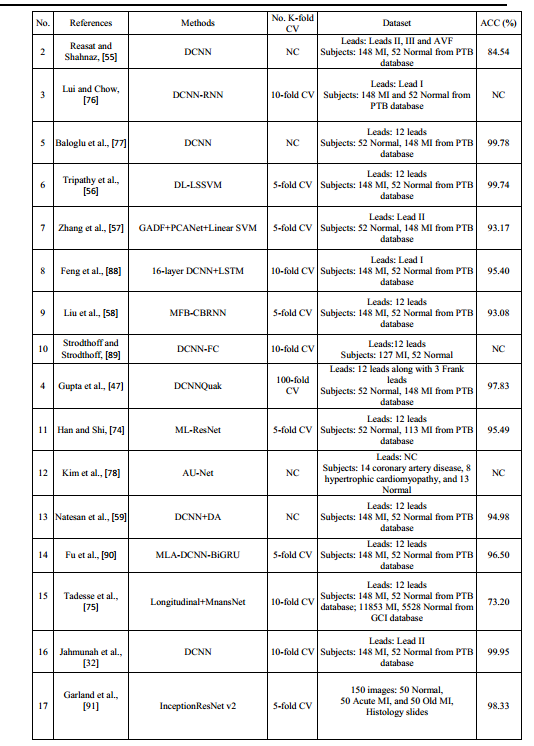 No. References Methods No. K-fold CV Dataset ACC (%)
2 Reasat and Shahnaz, [55] DCNN NC Leads: Leads II, III and AVF Subjects: 148 MI, 52 Normal from PTB database 84.54
3 Lui and Chow, [76] DCNN-RNN 10-fold CV Leads: Lead I Subjects: 148 MI and 52 Normal from PTB database NC
5 Baloglu et al., [77] DCNN NC Leads: 12 leads Subjects: 52 Normal, 148 MI from PTB database 99.78
6 Tripathy et al., [56] DL-LSSVM 5-fold CV Leads: 12 leads Subjects: 148 MI, 52 Normal from PTB database 99.74
7 Zhang et al., [57] GADF+PCANet+Linear SVM 5-fold CV Leads: Lead II Subjects: 52 Normal, 148 MI from PTB database 93.17
8 Feng et al., [88] 16-layer DCNN+LSTM 10-fold CV Leads: Lead I Subjects: 148 MI, 52 Normal from PTB database 95.40
9 Liu et al., [58] MFB-CBRNN 5-fold CV Leads: 12 leads Subjects: 148 MI, 52 Normal from PTB database 93.08
10 Strodthoff and Strodthoff, [89] DCNN-FC 10-fold CV Leads:12 leads Subjects: 127 MI, 52 Normal NC
4 Gupta et al., [47] DCNNQuak 100-fold CV Leads: 12 leads along with 3 Frank leads Subjects: 52 Normal, 148 MI from PTB database 97.83
11 Han and Shi, [74] ML-ResNet 5-fold CV Leads: 12 leads Subjects: 52 Normal, 113 MI from PTB database 95.49
12 Kim et al., [78] AU-Net NC Leads: NC Subjects: 14 coronary artery disease, 8 hypertrophic cardiomyopathy, and 13 Normal NC
13 Natesan et al., [59] DCNN+DA NC Leads: 12 leads Subjects: 148 MI, 52 Normal from PTB database 94.98
14 Fu et al., [90] MLA-DCNN-BiGRU 5-fold CV Leads: 12 leads Subjects: 148 MI, 52 Normal from PTB database 96.50
15 Tadesse et al., [75] Longitudinal+MnansNet 10-fold CV Leads: 12 leads Subjects: 148 MI, 52 Normal from PTB database; 11853 MI, 5528 Normal from GCI database 73.20
16 Jahmunah et al., [32] DCNN 10-fold CV Leads: Lead II Subjects: 148 MI, 52 Normal from PTB database 99.95
17 Garland et al., [91] InceptionResNet v2 5-fold CV 150 images: 50 Normal, 50 Acute MI, and 50 Old MI, Histology slides 98.33